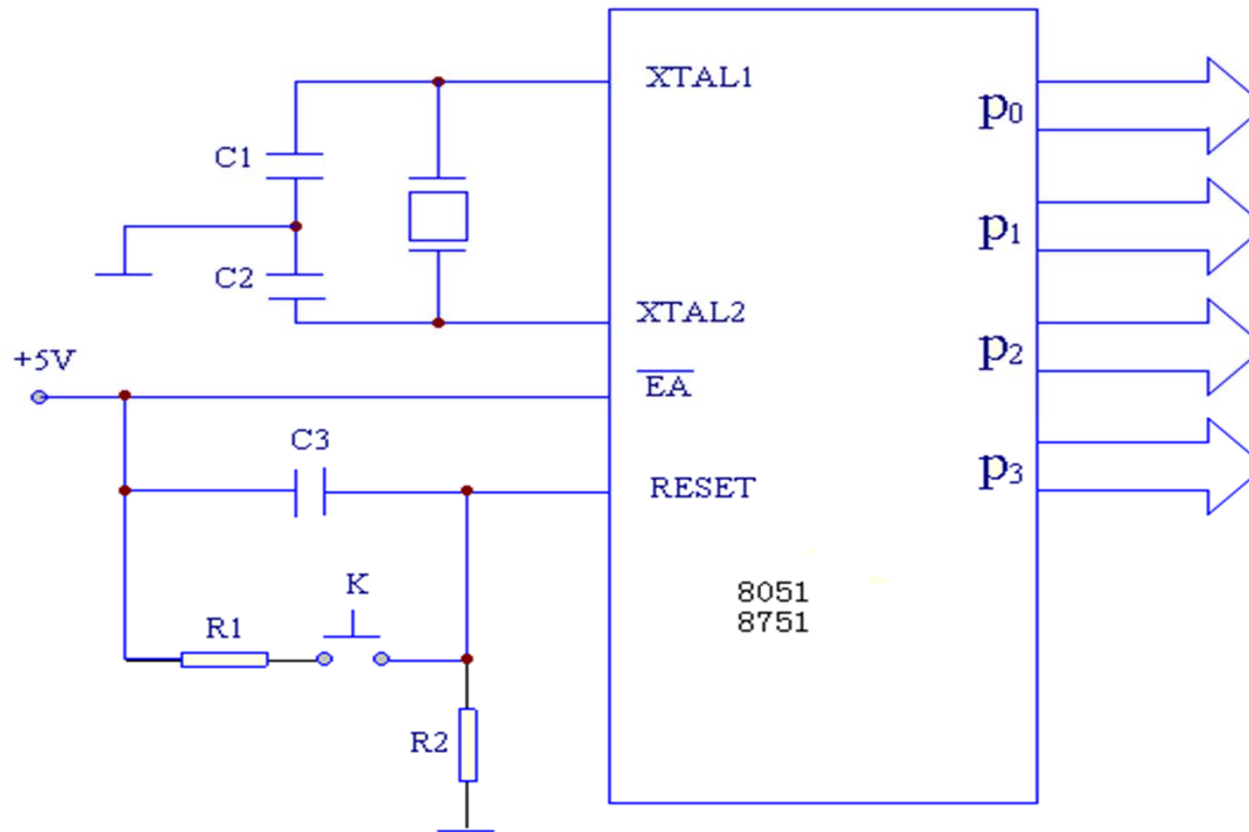 XTAL1
p0
C1
p1
C2
XTAL2
p2
+5V
EA
C3
RESET
p3
K
8051
8751
R1
R2